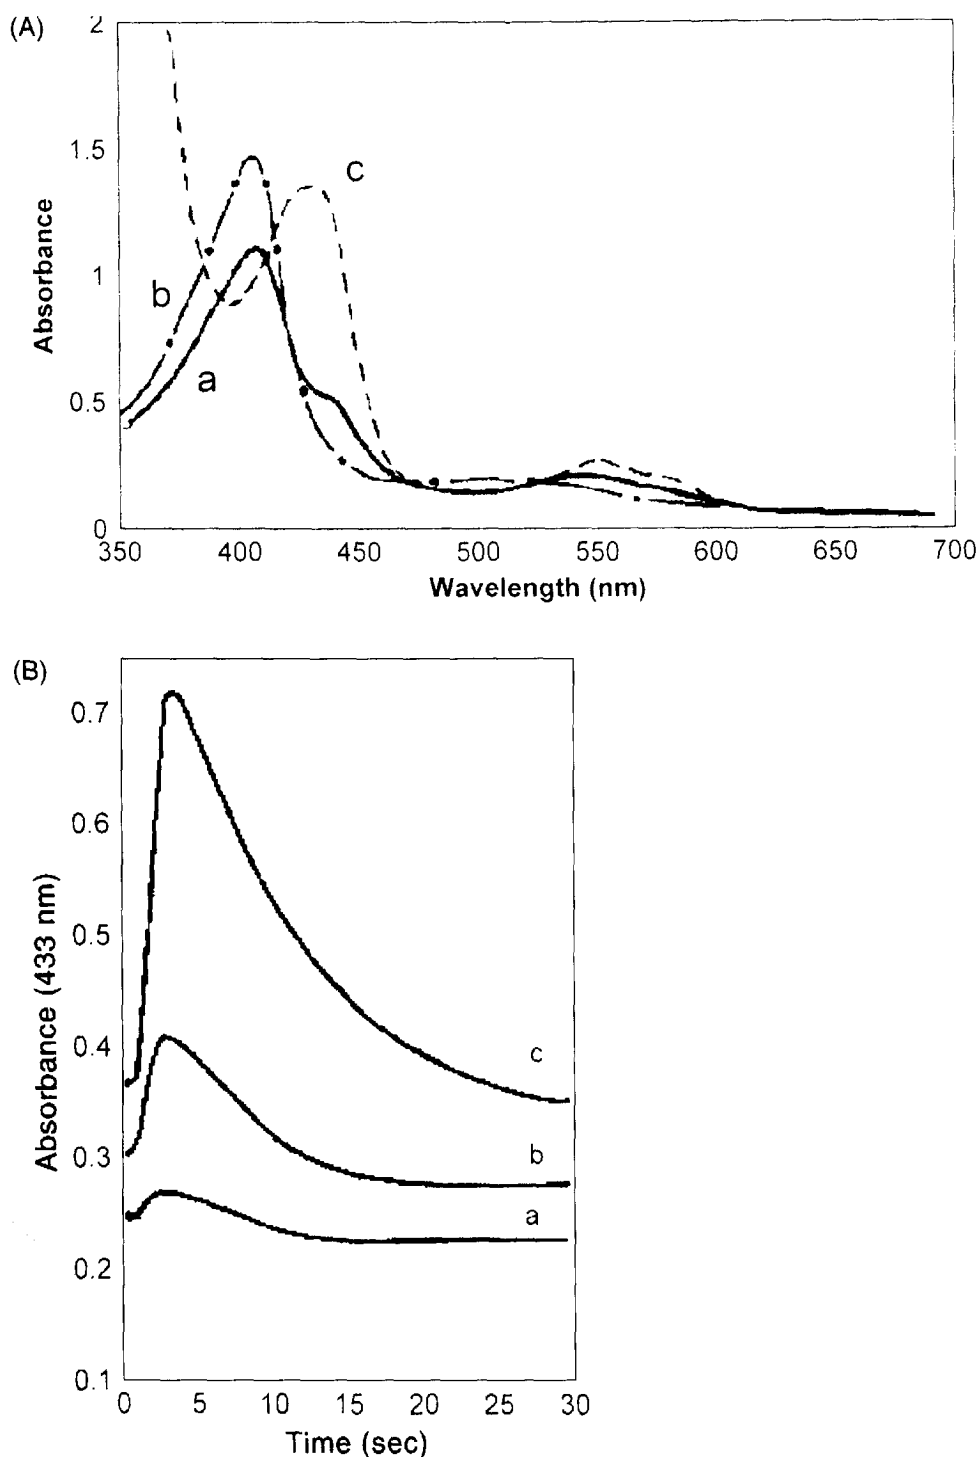 (A)
2
1.5
1
0.5
0
Absorbance
a
b
c
350 400 450 500 550 600 650 700
Wavelength (nm)
(B)
0.7
0.6
0.5
0.4
0.3
0.2
0.1
Absorbance (433 nm)
c
b
a
0 5 10 15 20 25 30
Time (sec)